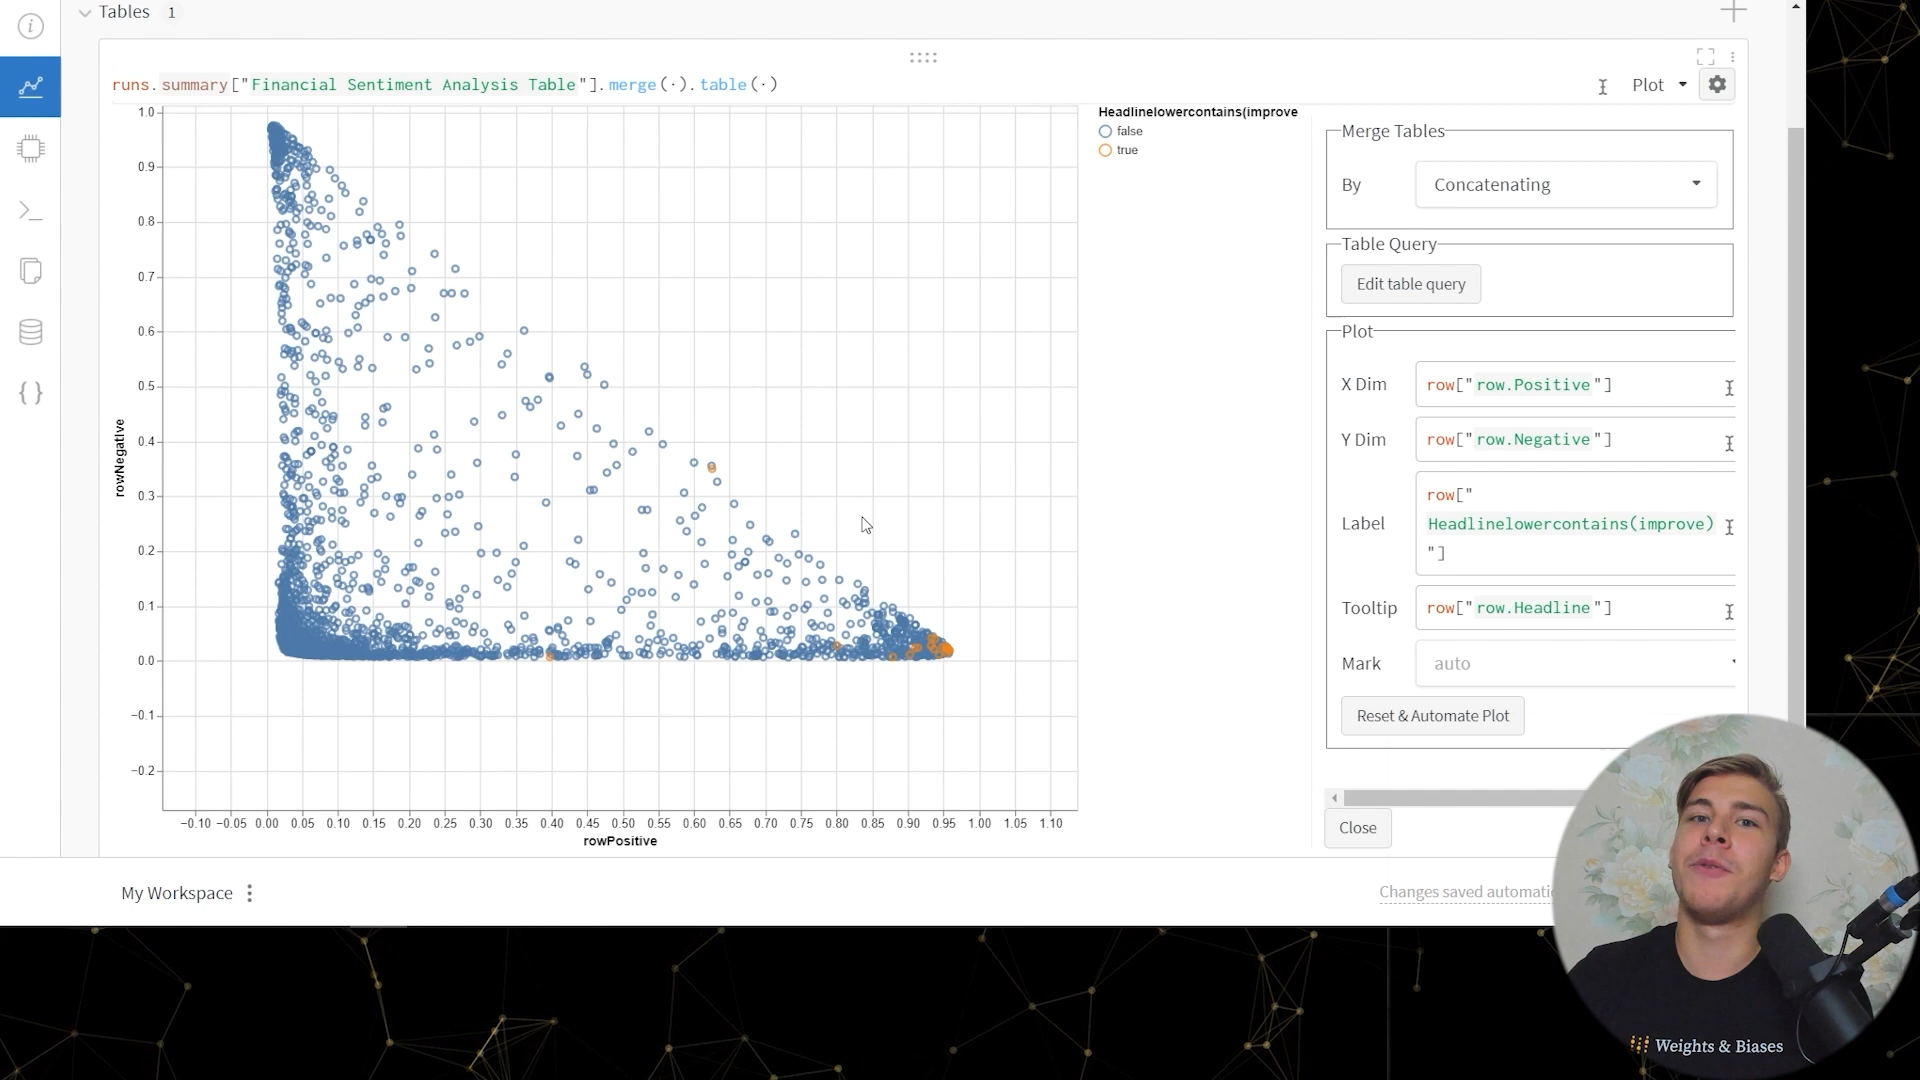 Tables 1
runs.summary["Financial Sentiment Analysis Table"].merge(·).table(·)
Plot
1.0
0.9
0.8
0.7
0.6
0.5
0.4
0.3
0.2
0.1
0.0
−0.1
−0.2
rowNegative
−0.10 −0.05 0.00 0.05 0.10 0.15 0.20 0.25 0.30 0.35 0.40 0.45 0.50 0.55 0.60 0.65 0.70 0.75 0.80 0.85 0.90 0.95 1.00 1.05 1.10
rowPositive
Headlinelowercontains(improve
false
true
Merge Tables
By Concatenating
Table Query
Edit table query
Plot
X Dim row["row.Positive"]
Y Dim row["row.Negative"]
Label row["
Headlinelowercontains(improve)
"]
Tooltip row["row.Headline"]
Mark auto
Reset & Automate Plot
Close
My Workspace
Changes saved automati
Weights & Biases